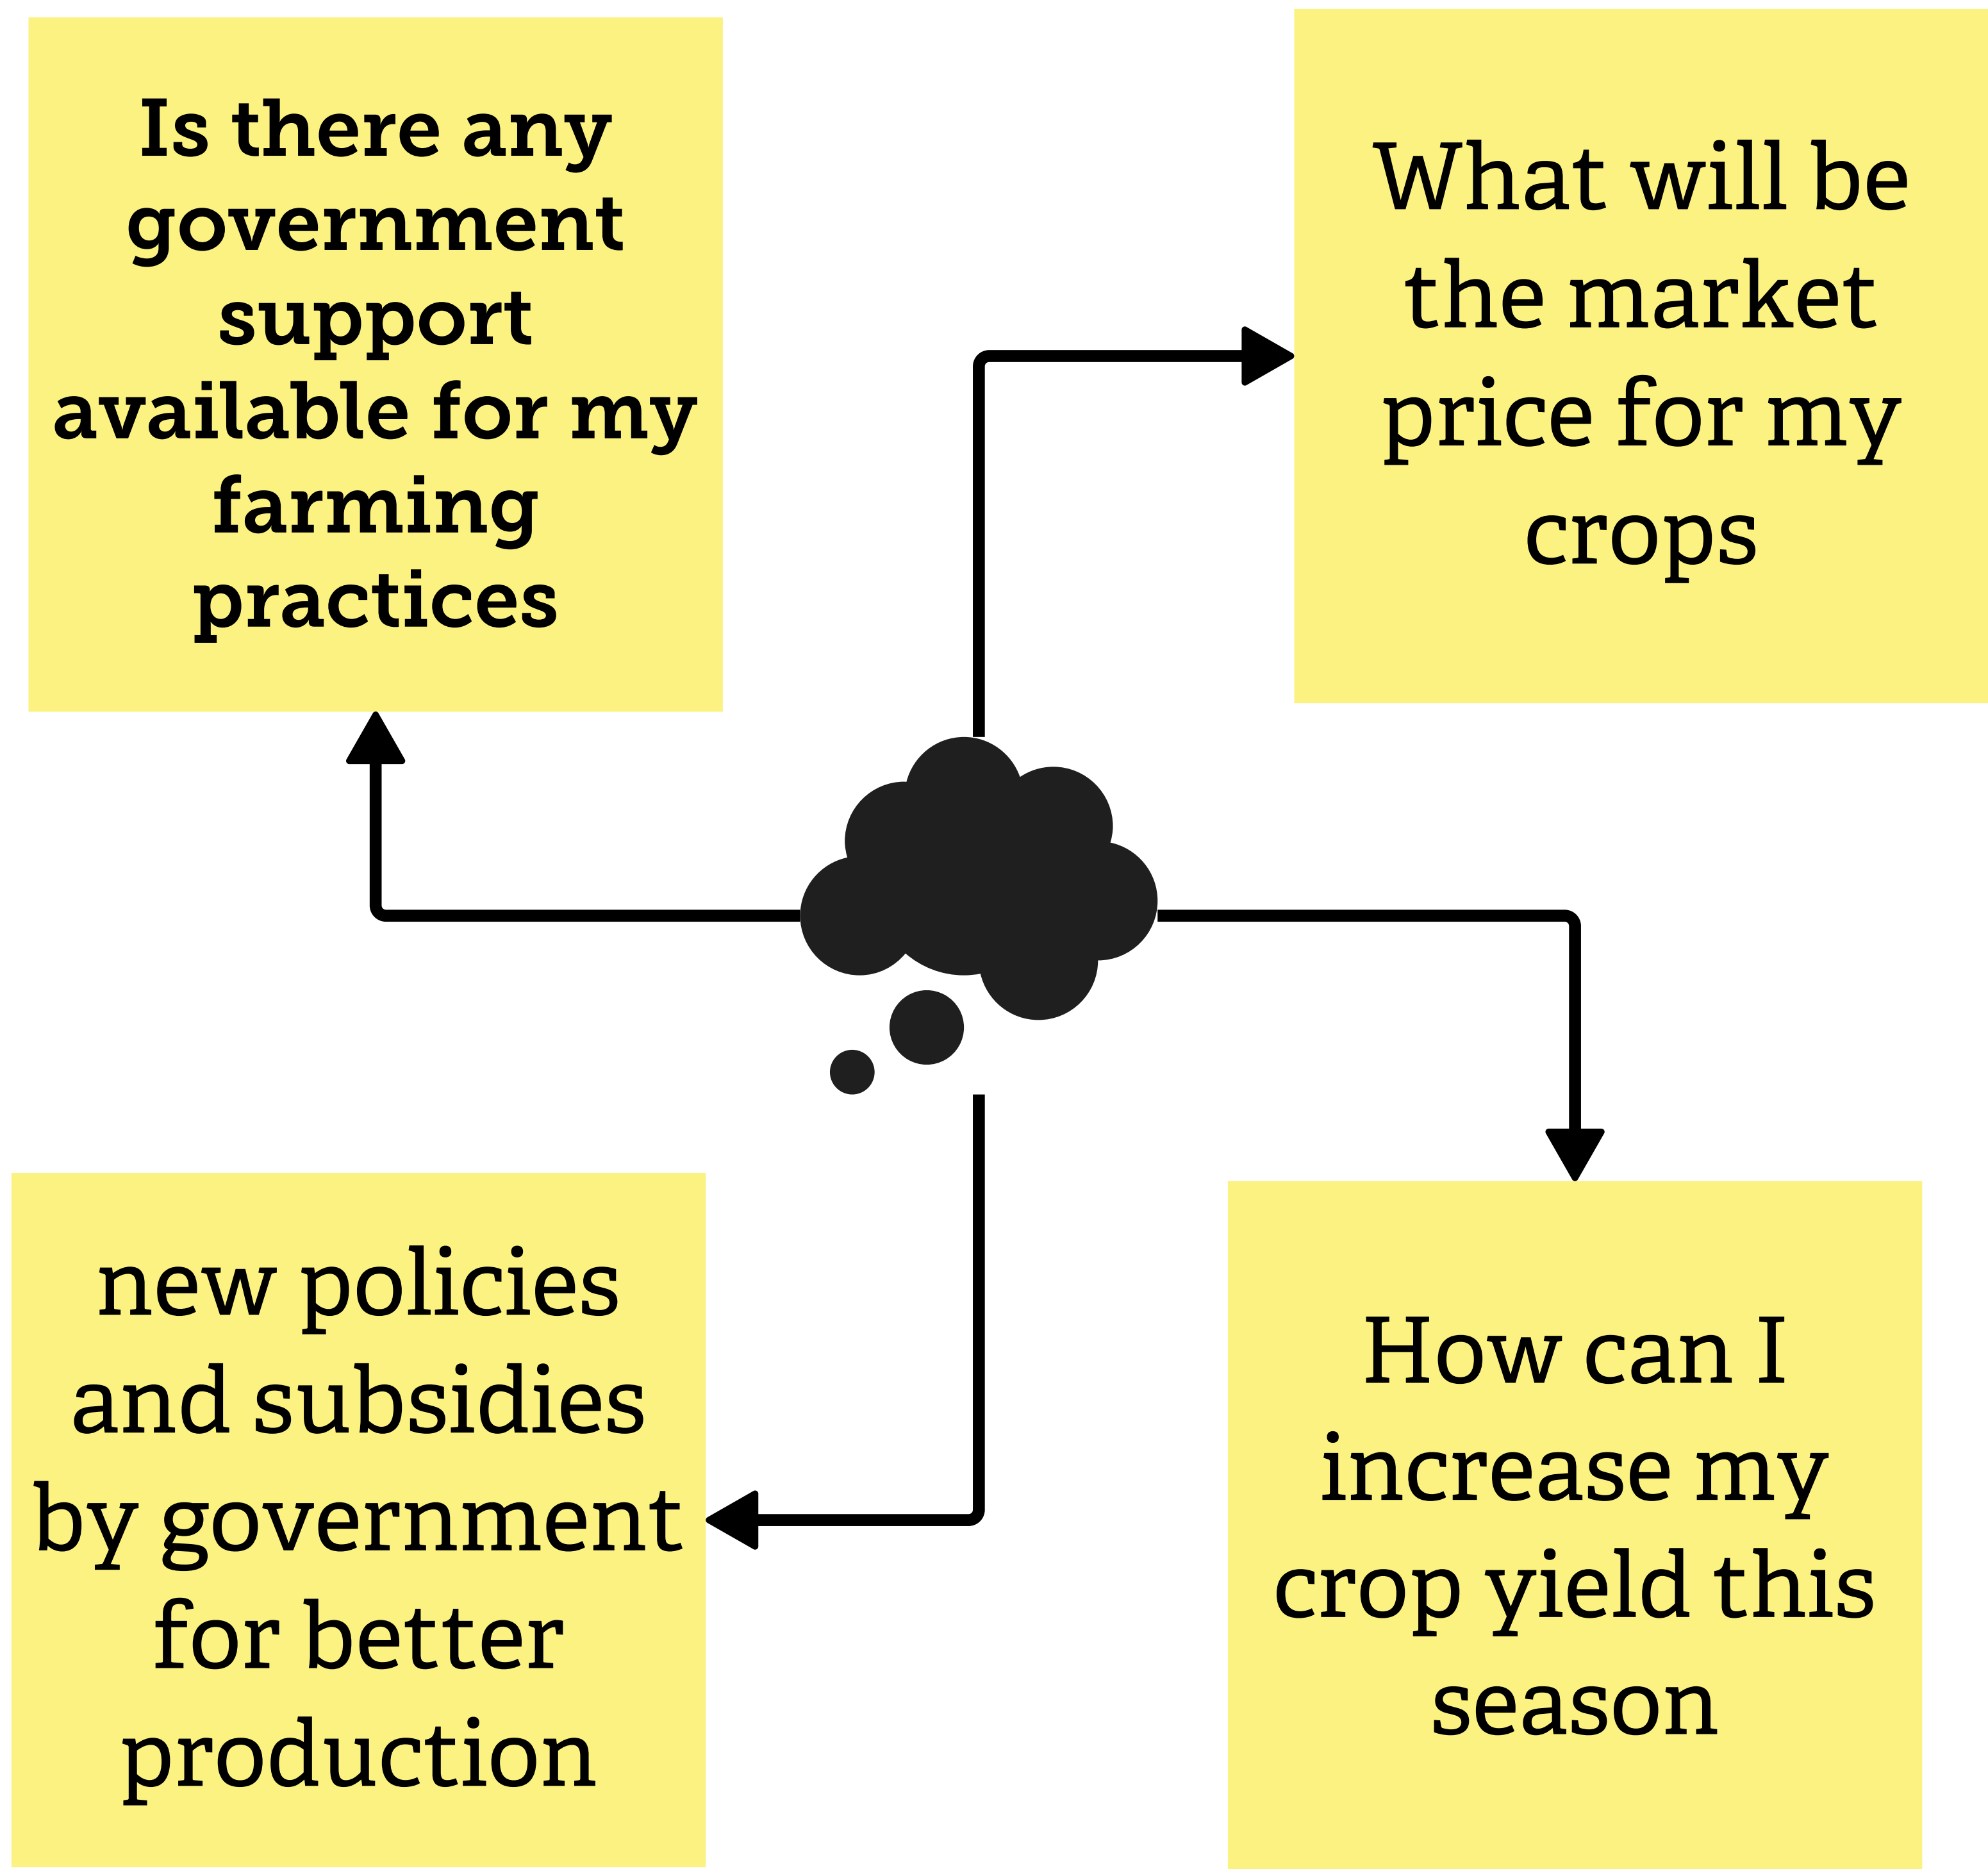 Is there any
government
support
available for my
farming
practices
What will be
the market
price for my
crops
new policies
and subsidies
by government
for better
production
How can I
increase my
crop yield this
season